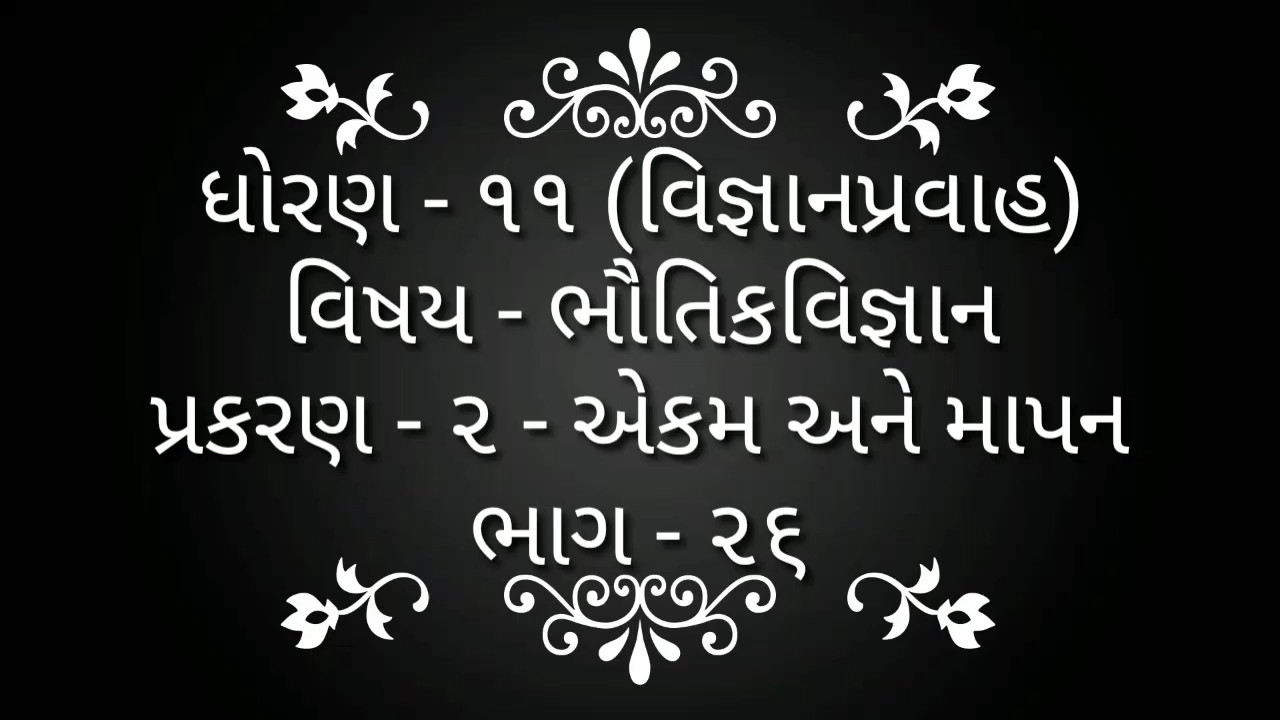 ધોરણ - ૧૧ (વિજ્ઞાનપ્રવાહ)
વિષય - ભૌતિકવિજ્ઞાન
પ્રકરણ - ૨ - એકમ અને માપન
ભાગ - ૨૬